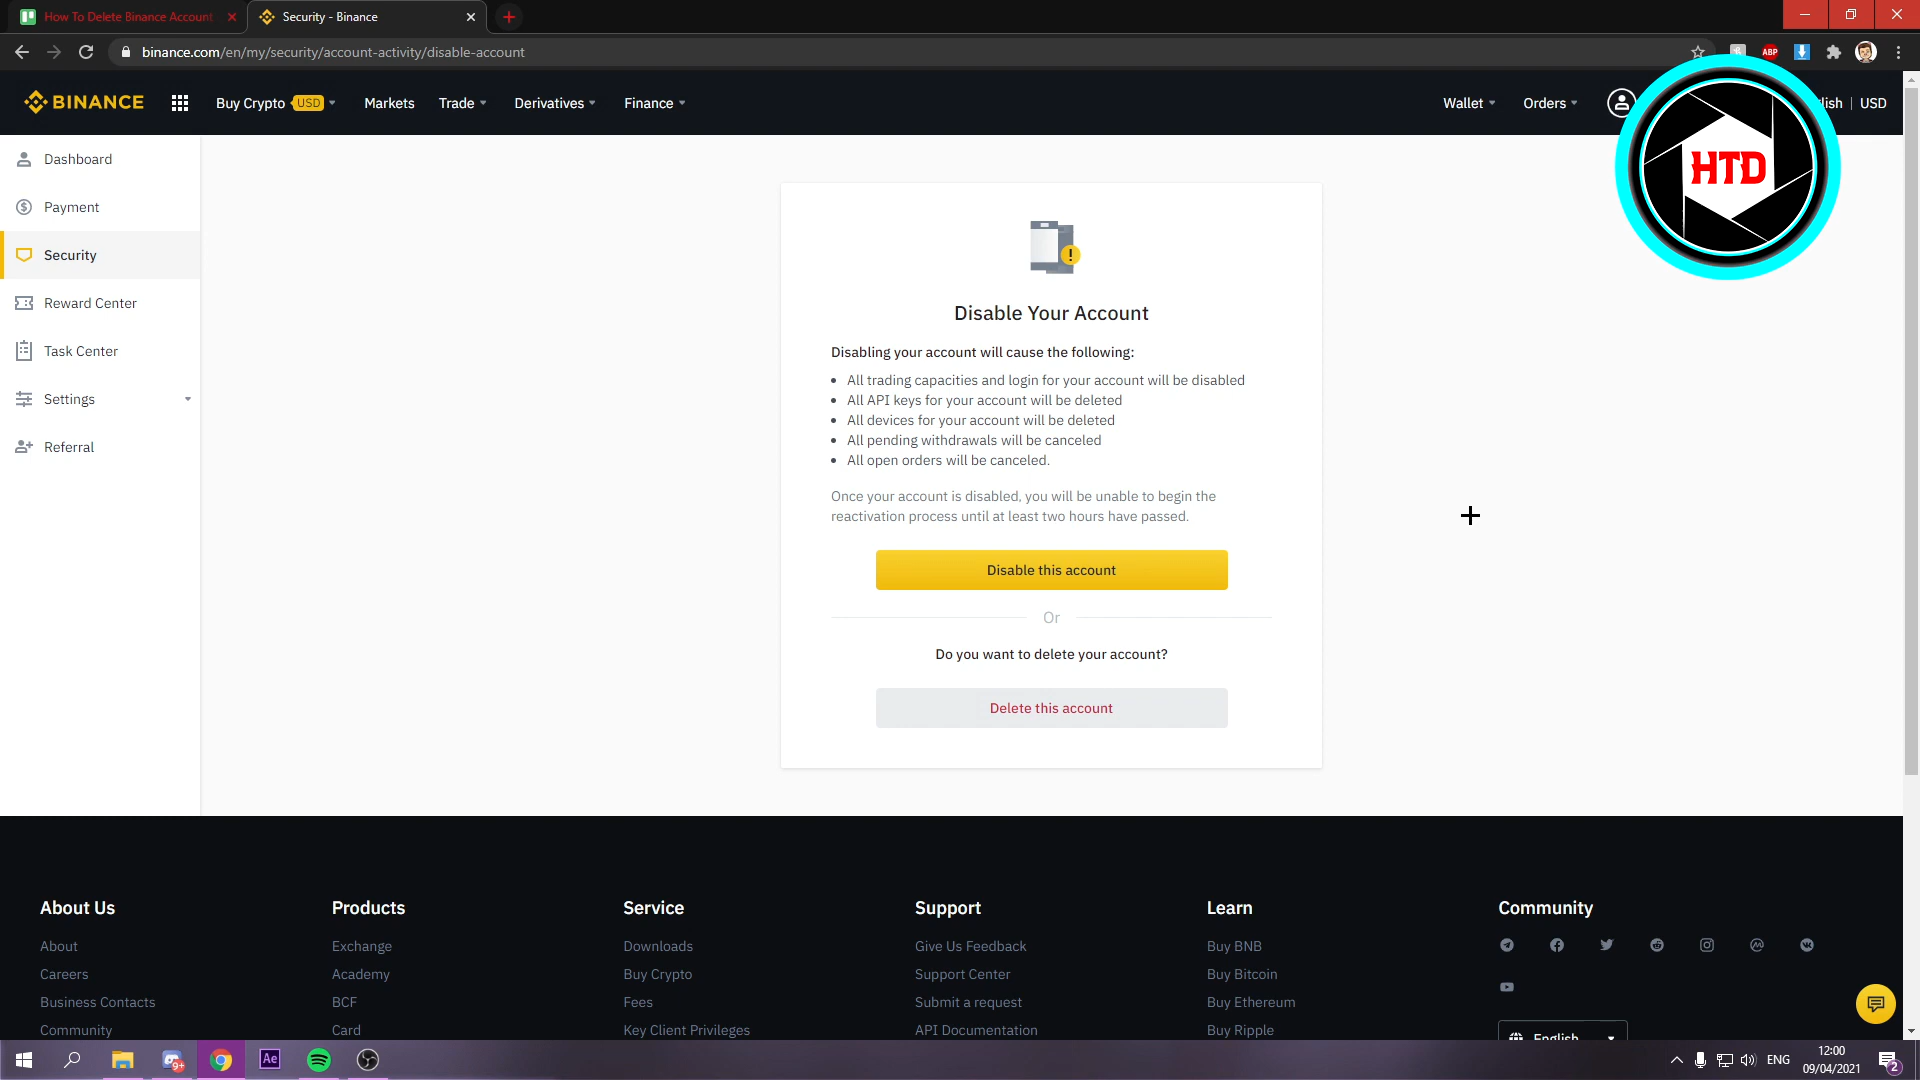 How To Delete Binance Account
Security - Binance
binance.com/en/my/security/account-activity/disable-account
ABP
BINANCE
Buy Crypto USD
Markets
Trade
Derivatives
Finance
Wallet
Orders
lish | USD
HTD
Dashboard
Payment
Security
Reward Center
Task Center
Settings
Referral
Disable Your Account
Disabling your account will cause the following:
All trading capacities and login for your account will be disabled
All API keys for your account will be deleted
All devices for your account will be deleted
All pending withdrawals will be canceled
All open orders will be canceled.
Once your account is disabled, you will be unable to begin the
reactivation process until at least two hours have passed.
Disable this account
Or
Do you want to delete your account?
Delete this account
About Us
About
Careers
Business Contacts
Community
Products
Exchange
Academy
BCF
Card
Service
Downloads
Buy Crypto
Fees
Key Client Privileges
Support
Give Us Feedback
Support Center
Submit a request
API Documentation
Learn
Buy BNB
Buy Bitcoin
Buy Ethereum
Buy Ripple
Community
English
9+
Ae
ENG
12:00
09/04/2021
2